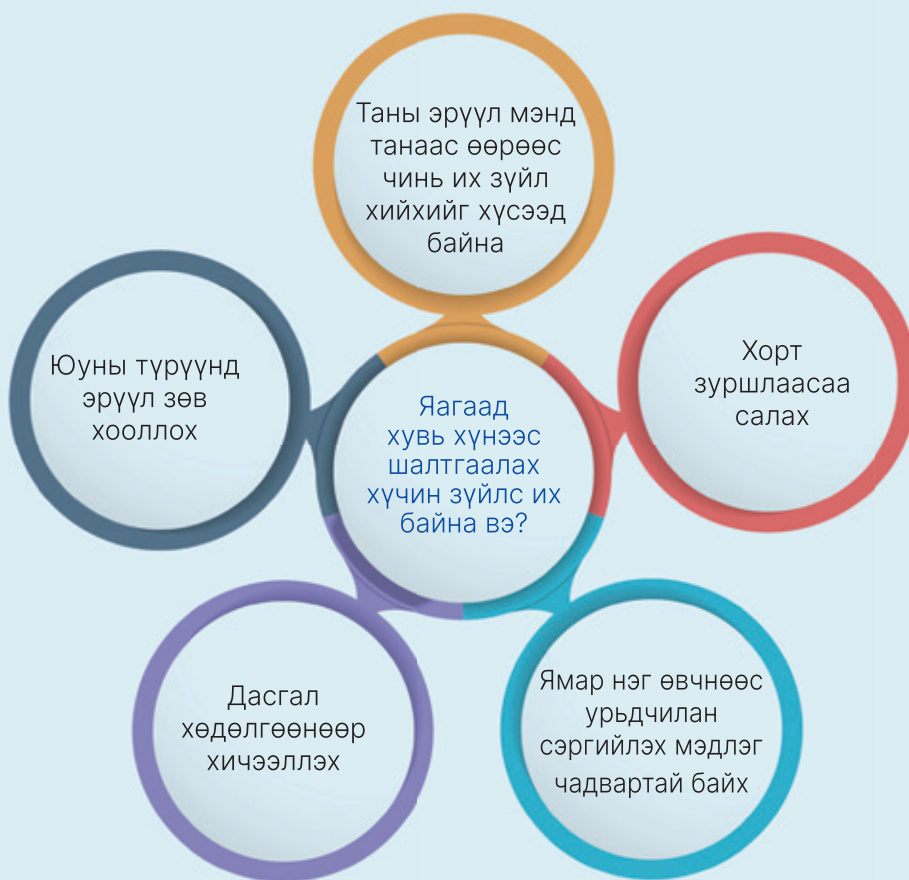 Таны эрүүл мэнд
танаас өөрөөс
чинь их зүйл
хийхийг хүсээд
байна
Хорт
зуршлаасаа
салах
Юуны түрүүнд
эрүүл зөв
хооллох
Яагаад
хувь хүнээс
шалтгаалах
хүчин зүйлс их
байна вэ?
Дасгал
хөдөлгөөнөөр
хичээллэх
Ямар нэг өвчнөөс
урьдчилан
сэргийлэх мэдлэг
чадвартай байх